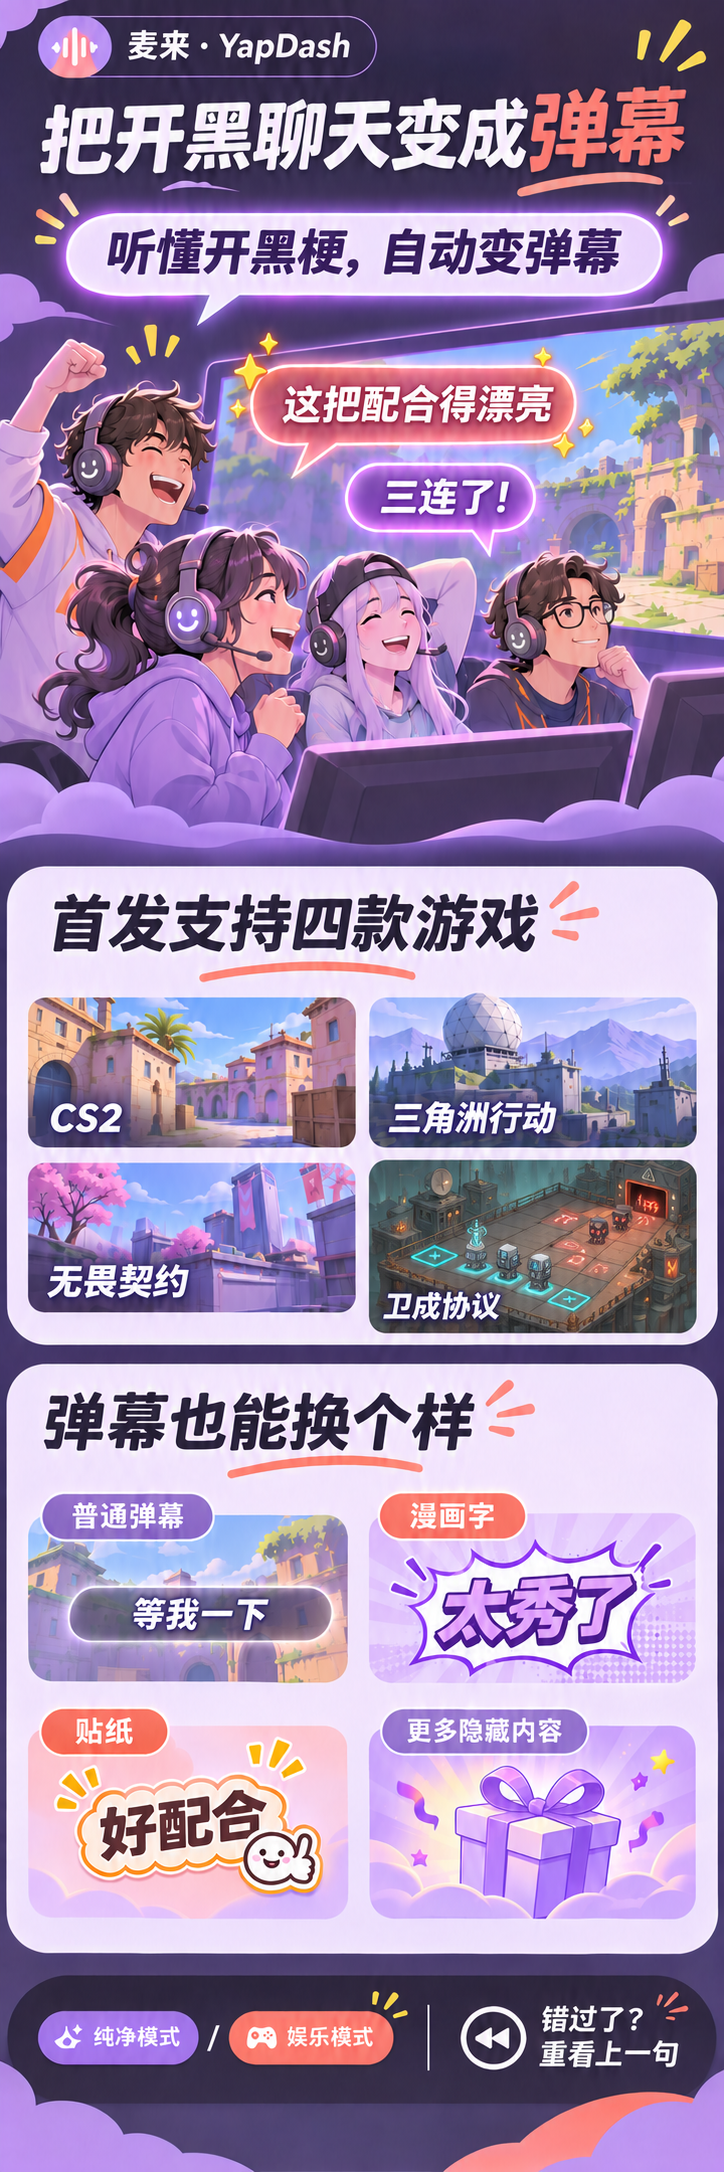 麦来·YapDash
把开黑聊天变成弹幕
听懂开黑梗，自动变弹幕
这把配合得漂亮
三连了！
首发支持四款游戏
CS2
三角洲行动
无畏契约
卫戍协议
弹幕也能换个样
普通弹幕
等我一下
漫画字
太秀了
贴纸
好配合
更多隐藏内容
纯净模式 / 娱乐模式
错过了？
重看上一句